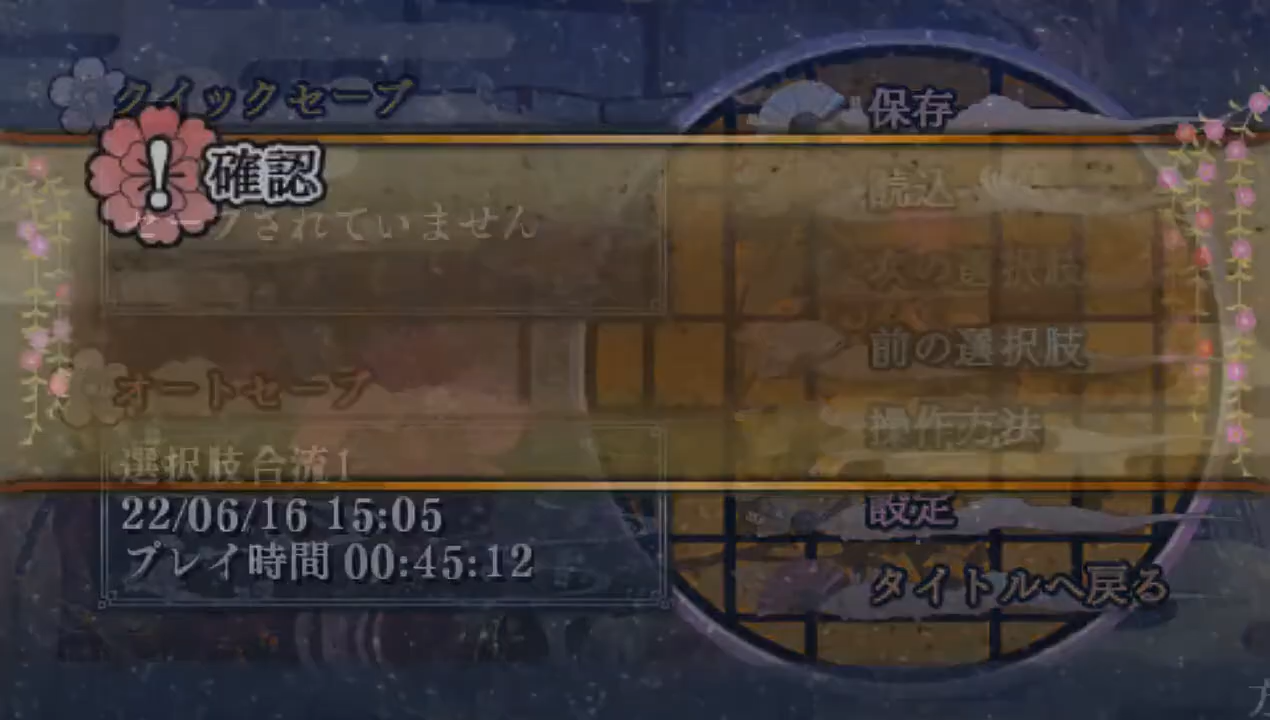 クイックセーブ
!
確認
セーブされていません
オートセーブ
選択肢合流1
22/06/16 15:05
プレイ時間 00:45:12
保存
読込
次の選択肢
前の選択肢
操作方法
設定
タイトルへ戻る